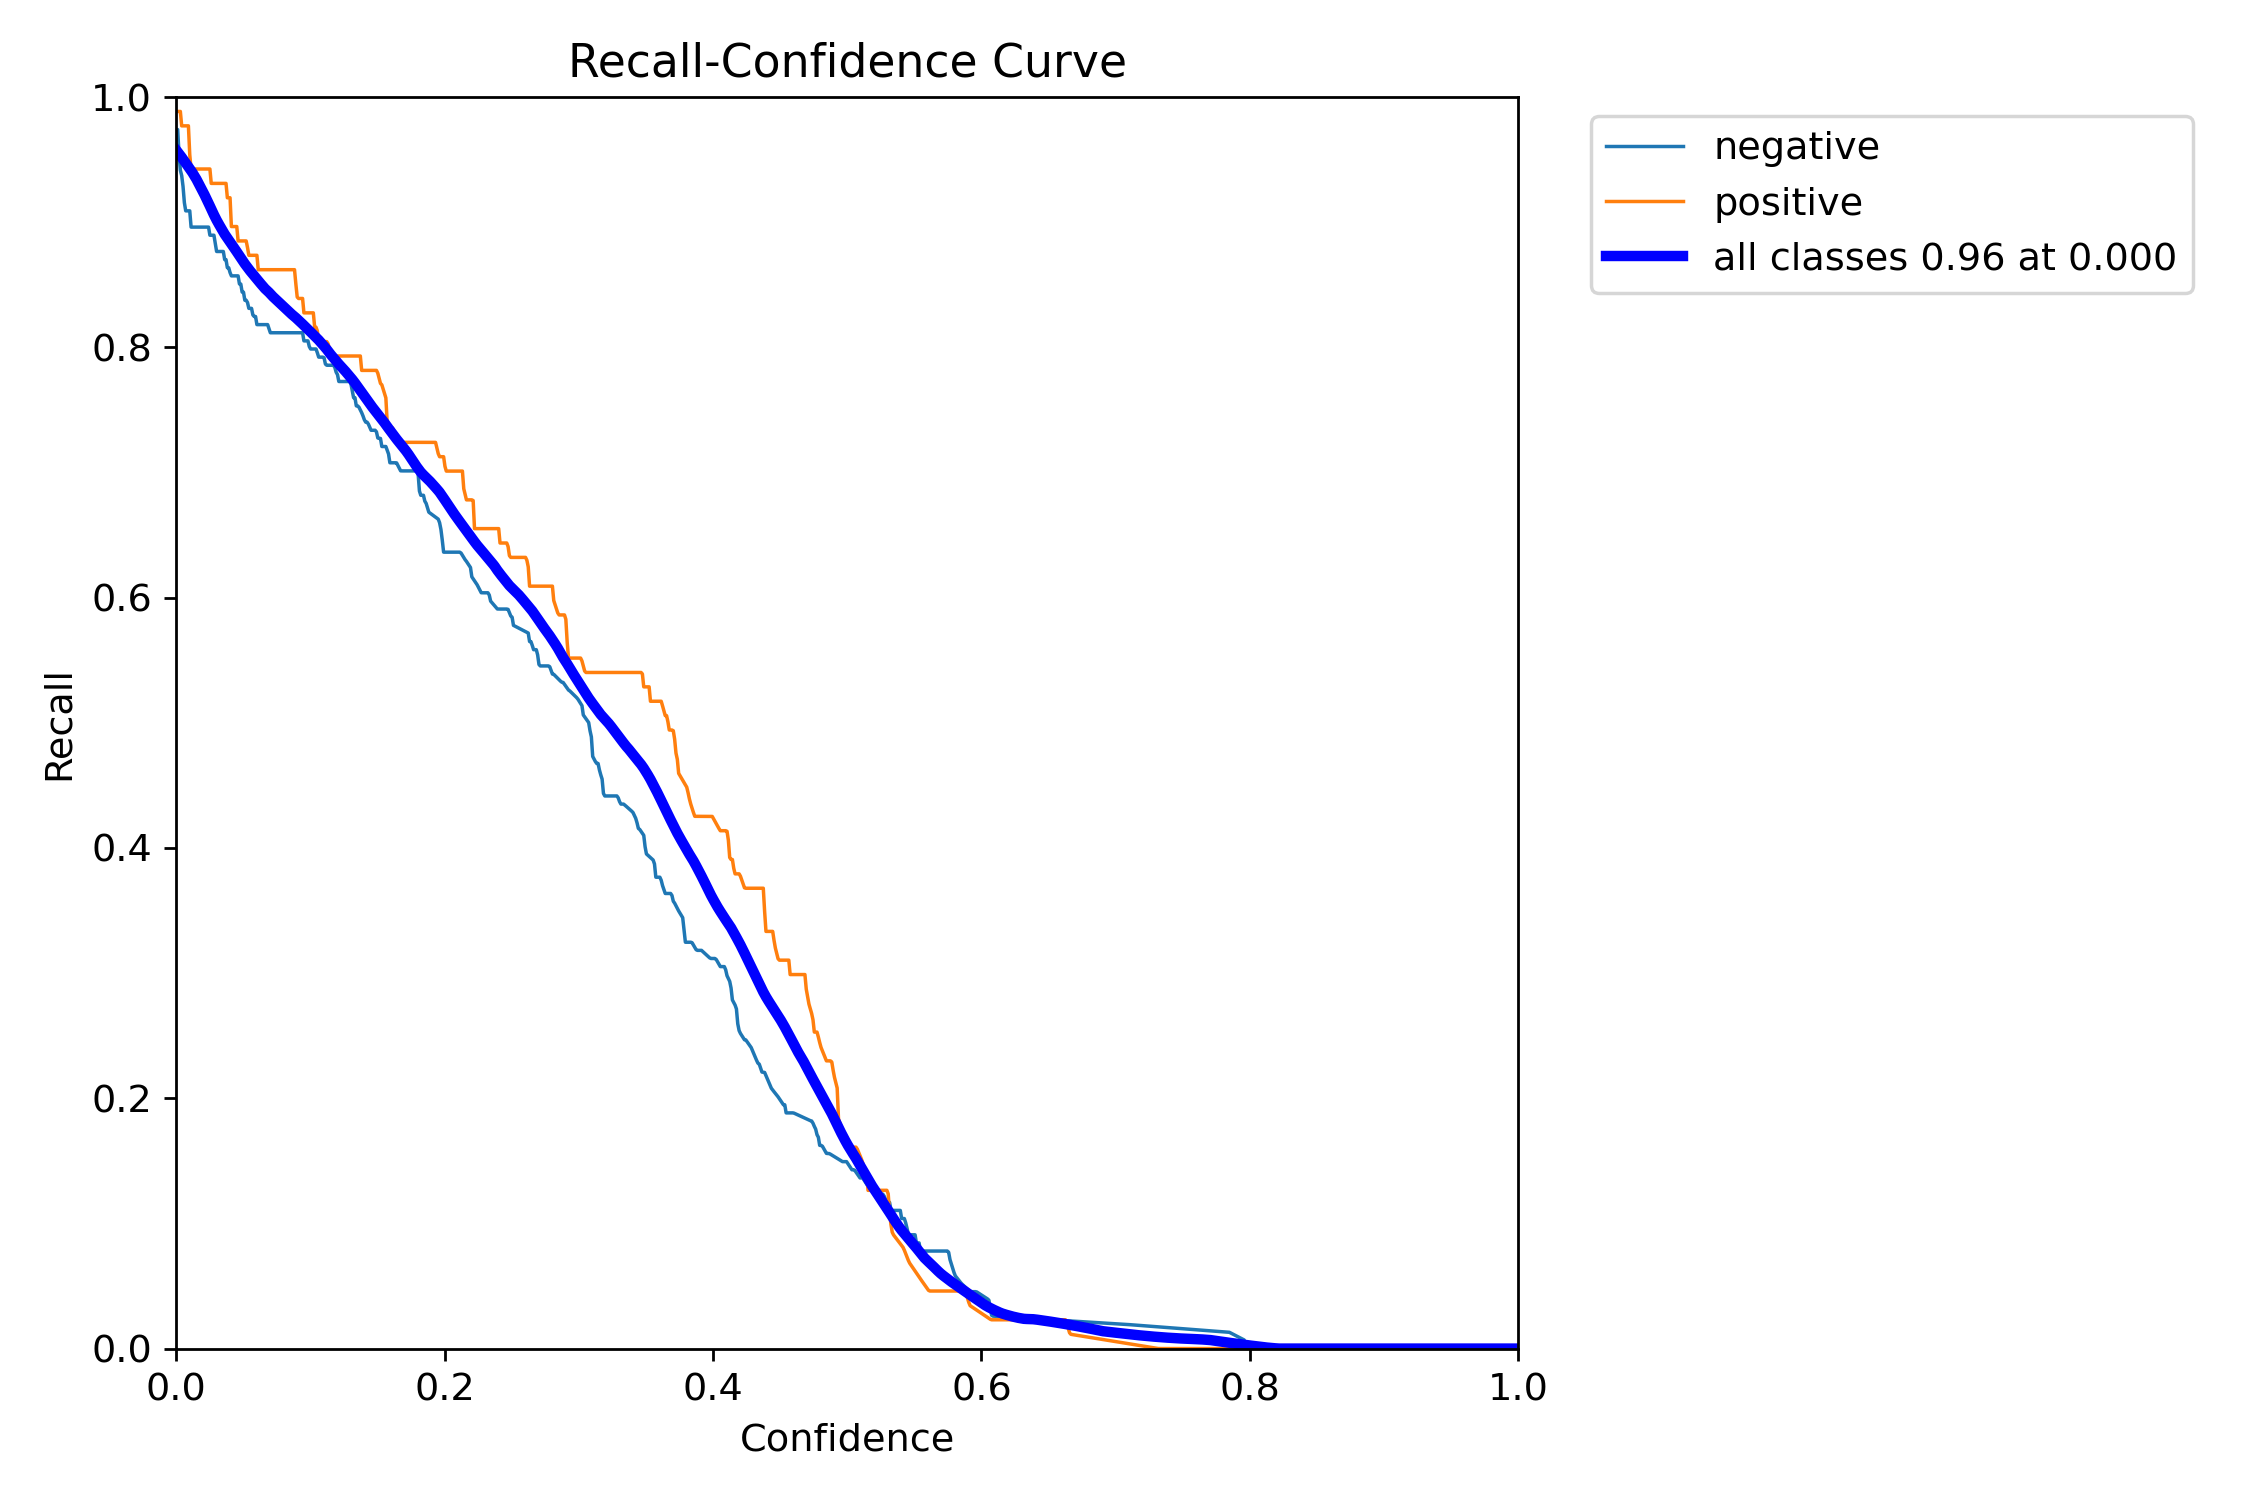 Recall-Confidence Curve
1.0
0.8
0.6
0.4
0.2
0.0
Recall
0.0 0.2 0.4 0.6 0.8 1.0
Confidence
negative
positive
all classes 0.96 at 0.000